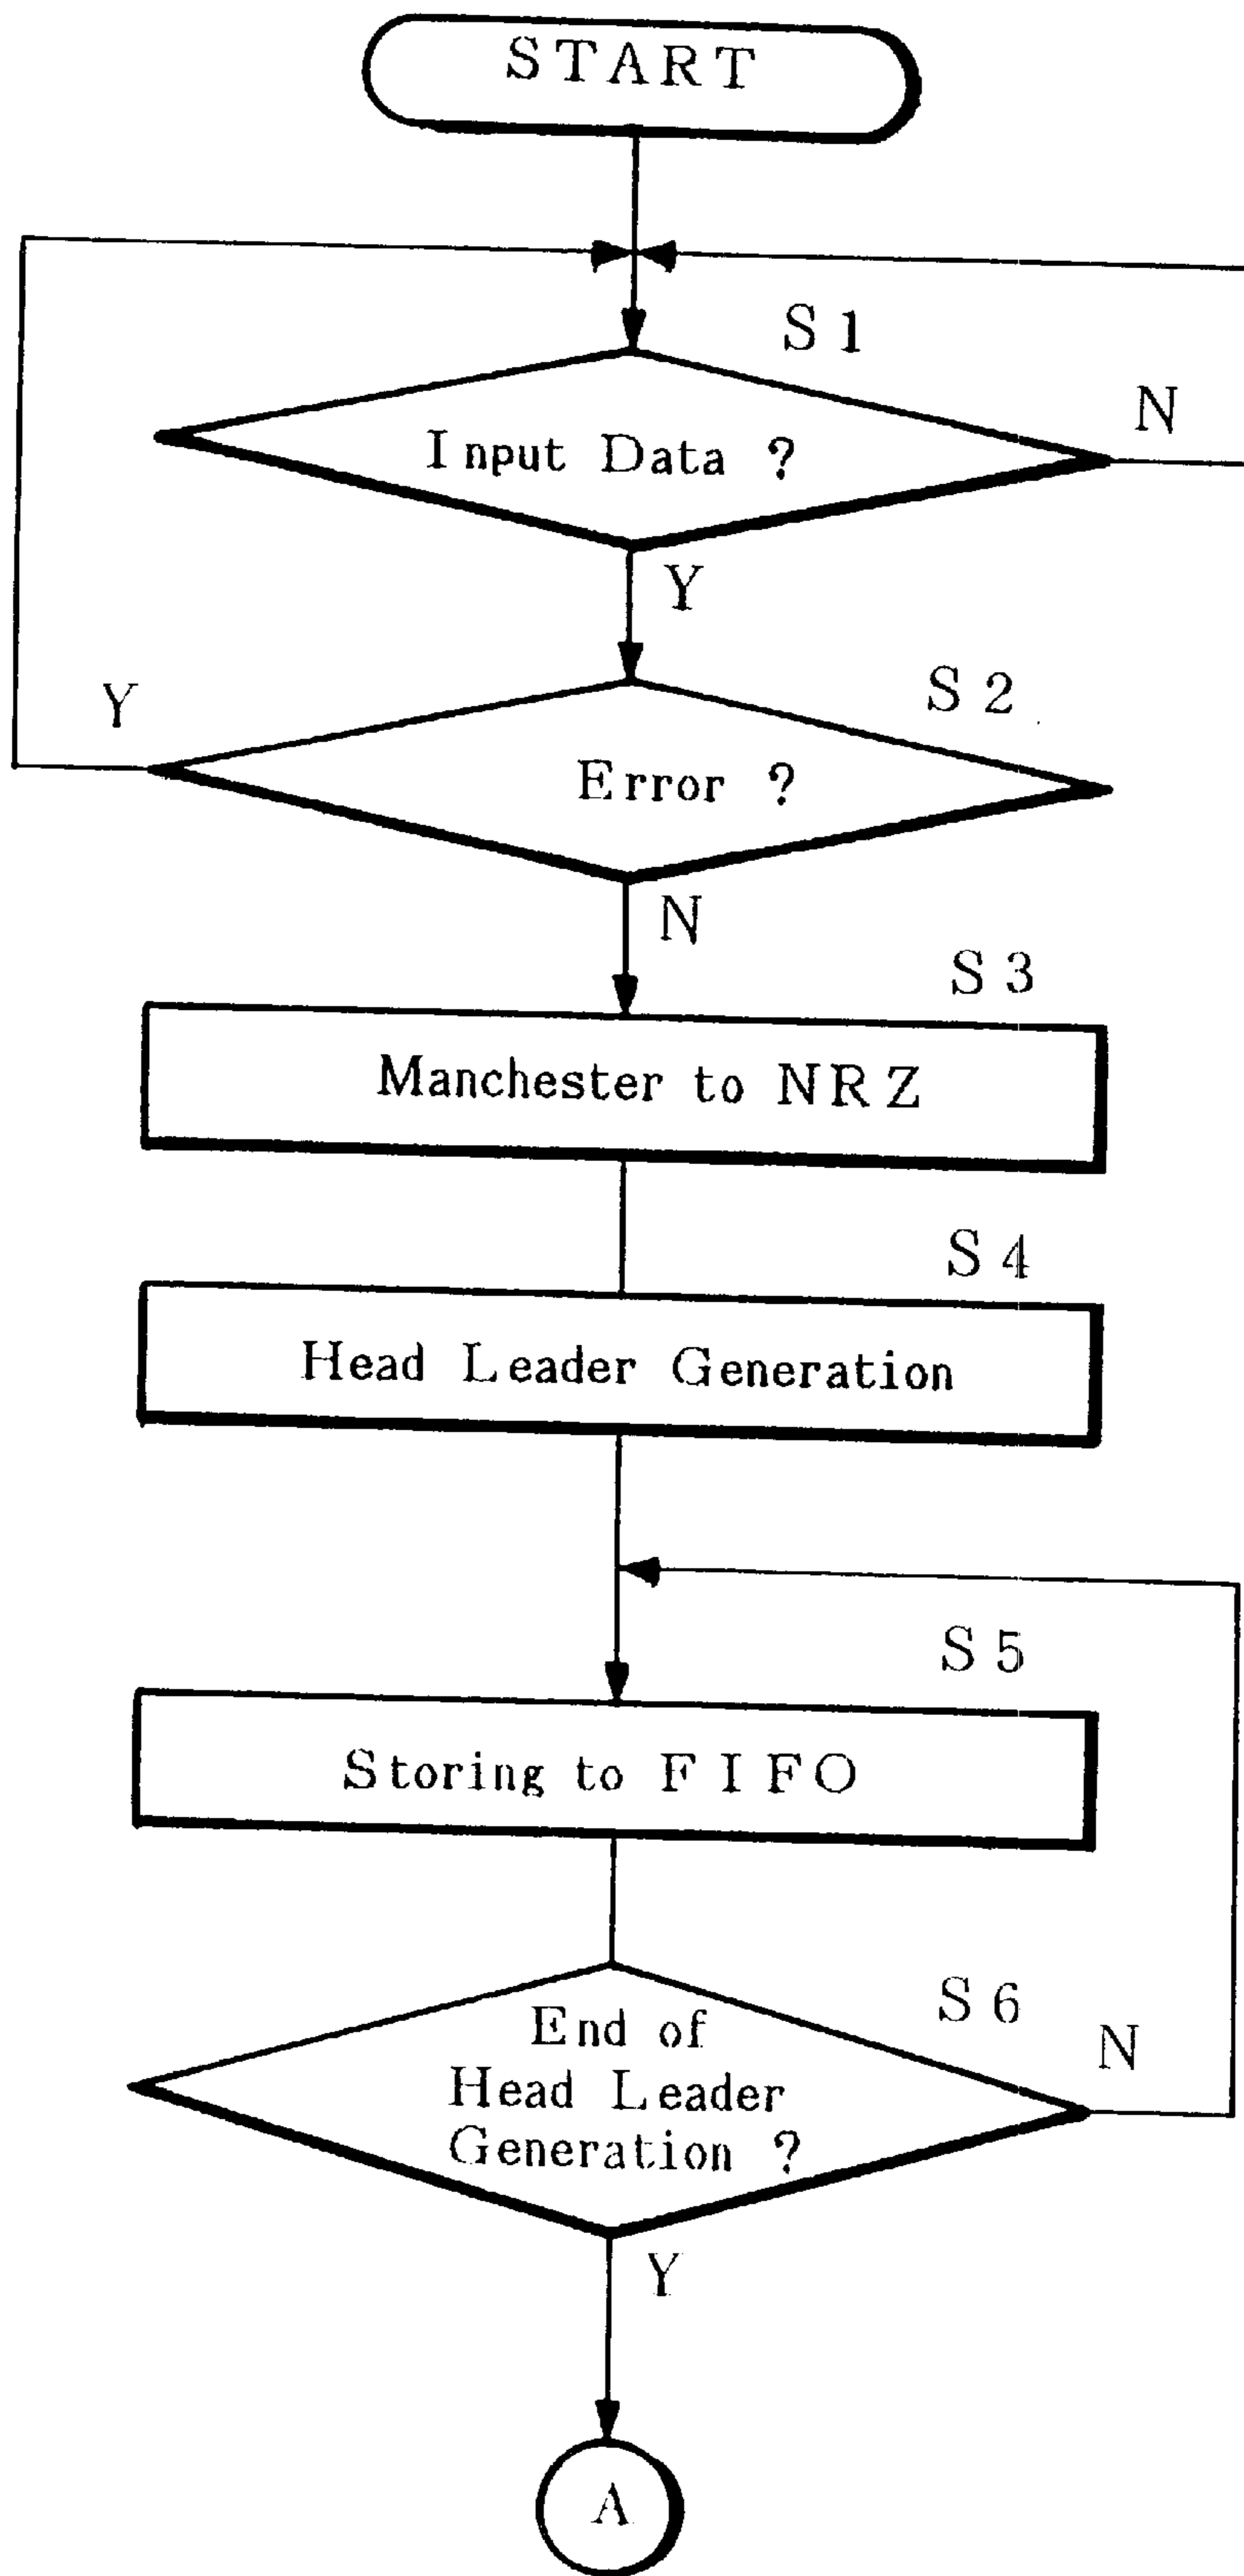 START
S1
Input Data ?
N
Y
S2
Y
Error ?
N
S3
Manchester to NRZ
S4
Head Leader Generation
S5
Storing to FIFO
S6
End of
Head Leader
Generation ?
N
Y
A